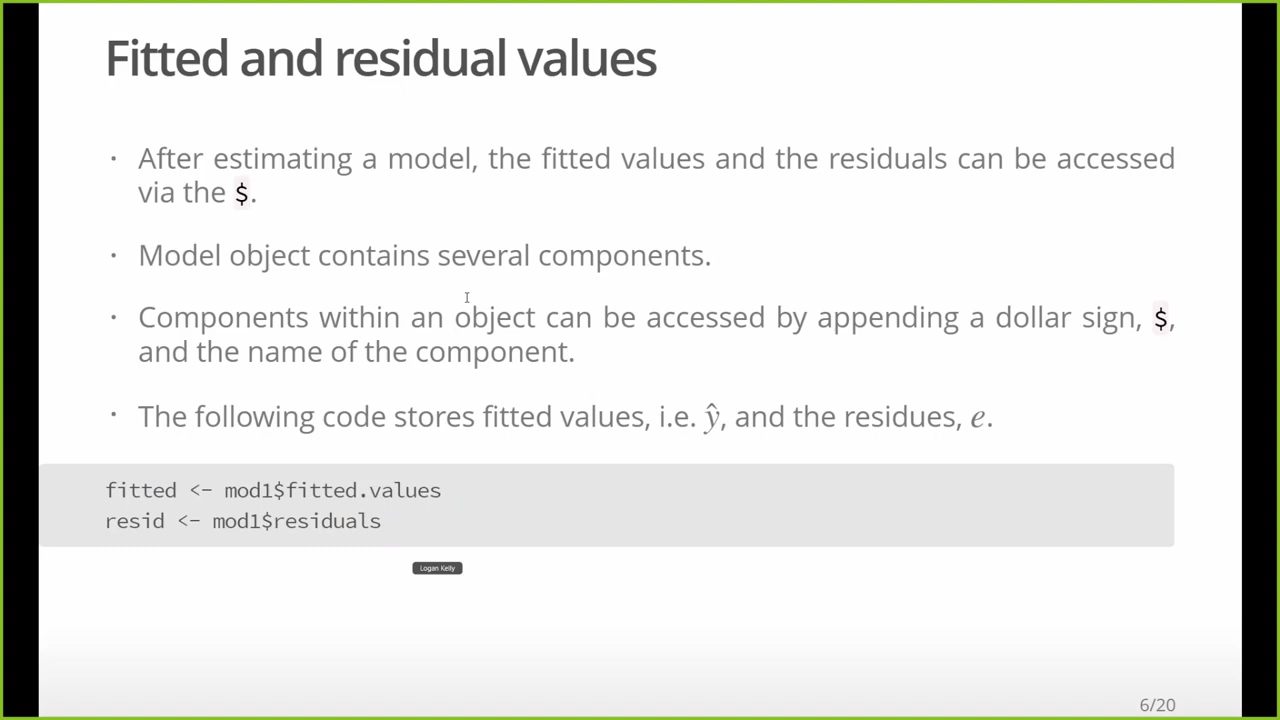 Fitted and residual values
· After estimating a model, the fitted values and the residuals can be accessed
via the $.
· Model object contains several components.
· Components within an object can be accessed by appending a dollar sign, $,
and the name of the component.
· The following code stores fitted values, i.e. ŷ, and the residues, e.
fitted <- mod1$fitted.values
resid <- mod1$residuals
Logan Kelly
6/20